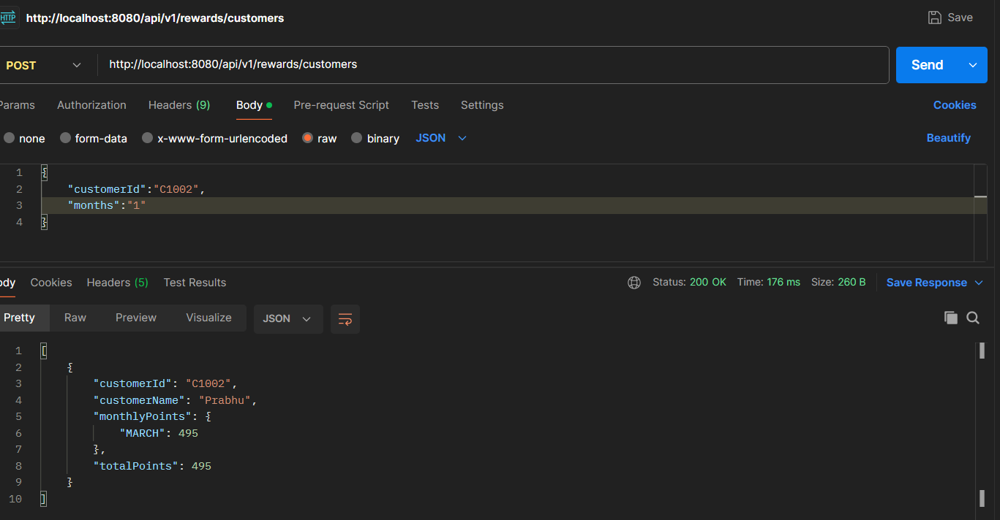 HTTP http://localhost:8080/api/v1/rewards/customers Save
POST http://localhost:8080/api/v1/rewards/customers Send
Params Authorization Headers (9) Body Pre-request Script Tests Settings Cookies
none form-data x-www-form-urlencoded raw binary JSON Beautify
1 {
2 "customerId":"C1002",
3 "months":"1"
4 }
ody Cookies Headers (5) Test Results Status: 200 OK Time: 176 ms Size: 260 B Save Response
Pretty Raw Preview Visualize JSON
1 [
2 {
3 "customerId": "C1002",
4 "customerName": "Prabhu",
5 "monthlyPoints": {
6 "MARCH": 495
7 },
8 "totalPoints": 495
9 }
10 ]